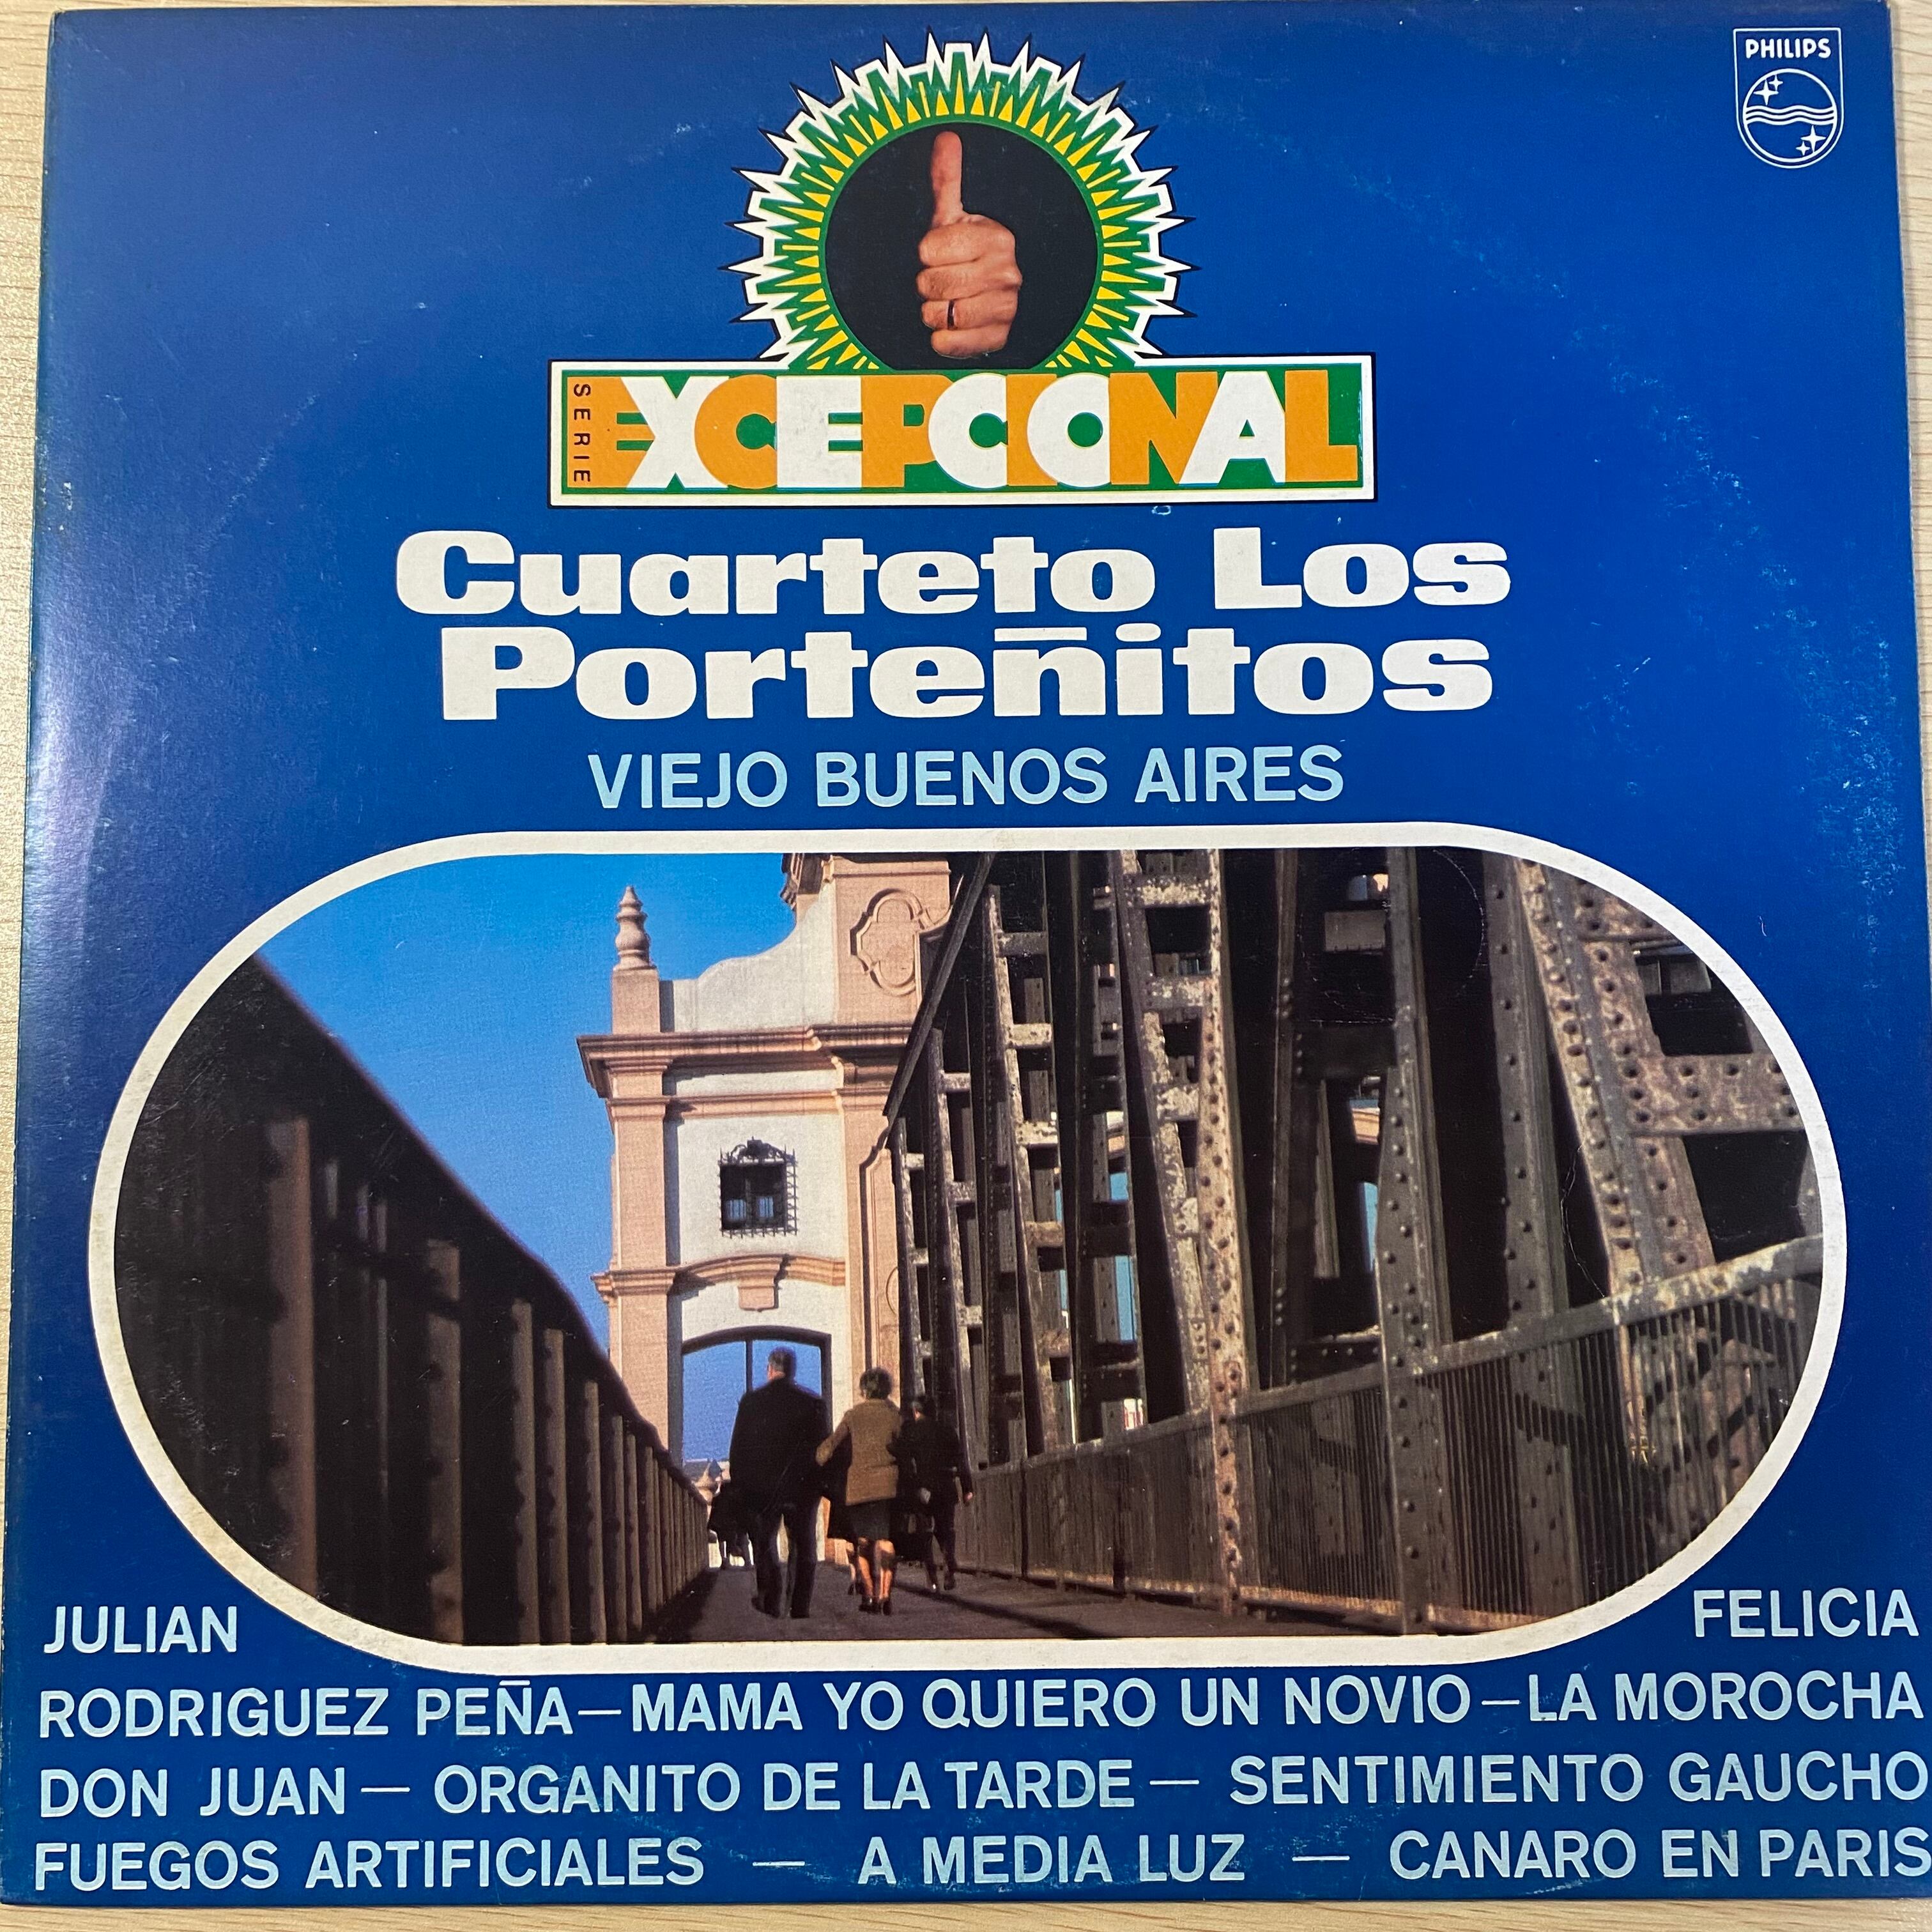 PHILIPS
SERIE
EXCEPCIONAL
Cuarteto Los
Porteñitos
VIEJO BUENOS AIRES
JULIAN
FELICIA
RODRIGUEZ PEÑA—MAMA YO QUIERO UN NOVIO—LA MOROCHA
DON JUAN — ORGANITO DE LA TARDE — SENTIMIENTO GAUCHO
FUEGOS ARTIFICIALES — A MEDIA LUZ — CANARO EN PARIS